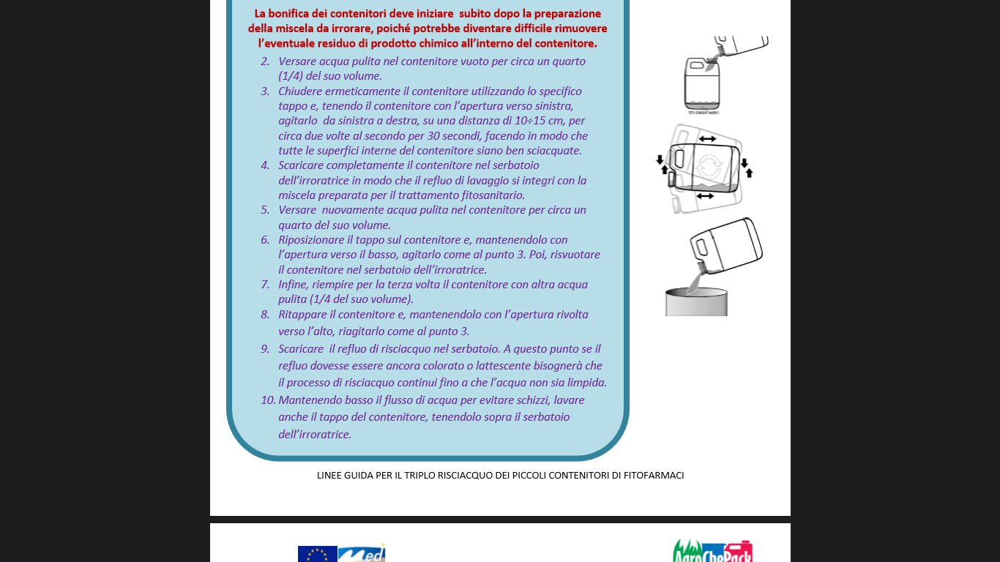 La bonifica dei contenitori deve iniziare  subito dopo la preparazione
della miscela da irrorare, poiché potrebbe diventare difficile rimuovere
l’eventuale residuo di prodotto chimico all’interno del contenitore.
2. Versare acqua pulita nel contenitore vuoto per circa un quarto
(1/4) del suo volume.
3. Chiudere ermeticamente il contenitore utilizzando lo specifico
tappo e, tenendo il contenitore con l’apertura verso sinistra,
agitarlo  da sinistra a destra, su una distanza di 10÷15 cm, per
circa due volte al secondo per 30 secondi, facendo in modo che
tutte le superfici interne del contenitore siano ben sciacquate.
4. Scaricare completamente il contenitore nel serbatoio
dell’irroratrice in modo che il refluo di lavaggio si integri con la
miscela preparata per il trattamento fitosanitario.
5. Versare  nuovamente acqua pulita nel contenitore per circa un
quarto del suo volume.
6. Riposizionare il tappo sul contenitore e, mantenendolo con
l’apertura verso il basso, agitarlo come al punto 3. Poi, risvuotare
il contenitore nel serbatoio dell’irroratrice.
7. Infine, riempire per la terza volta il contenitore con altra acqua
pulita (1/4 del suo volume).
8. Ritappare il contenitore e, mantenendolo con l’apertura rivolta
verso l’alto, riagitarlo come al punto 3.
9. Scaricare  il refluo di risciacquo nel serbatoio. A questo punto se il
refluo dovesse essere ancora colorato o lattescente bisognerà che
il processo di risciacquo continui fino a che l’acqua non sia limpida.
10. Mantenendo basso il flusso di acqua per evitare schizzi, lavare
anche il tappo del contenitore, tenendolo sopra il serbatoio
dell’irroratrice.
LINEE GUIDA PER IL TRIPLO RISCIACQUO DEI PICCOLI CONTENITORI DI FITOFARMACI
Med
AgroChePack